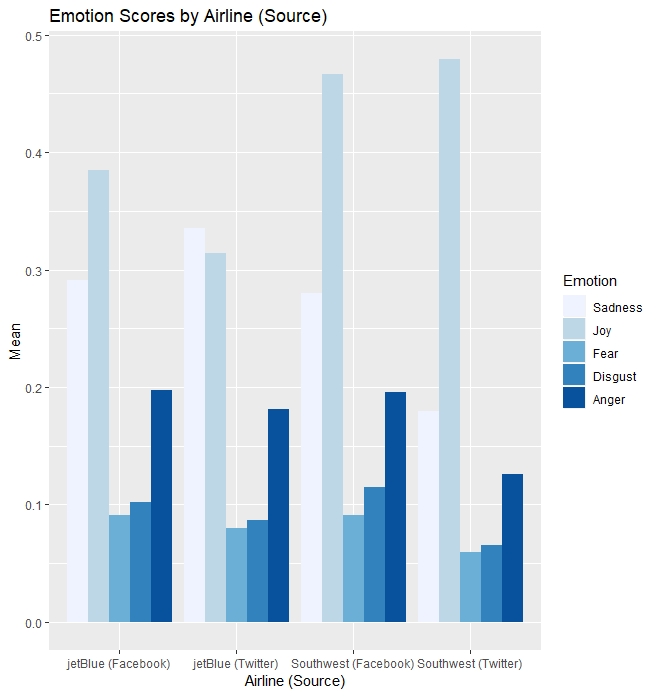 Emotion Scores by Airline (Source)
0.5
0.4
0.3
0.2
0.1
0.0
Mean
jetBlue (Facebook) jetBlue (Twitter) Southwest (Facebook) Southwest (Twitter)
Airline (Source)
Emotion
Sadness
Joy
Fear
Disgust
Anger